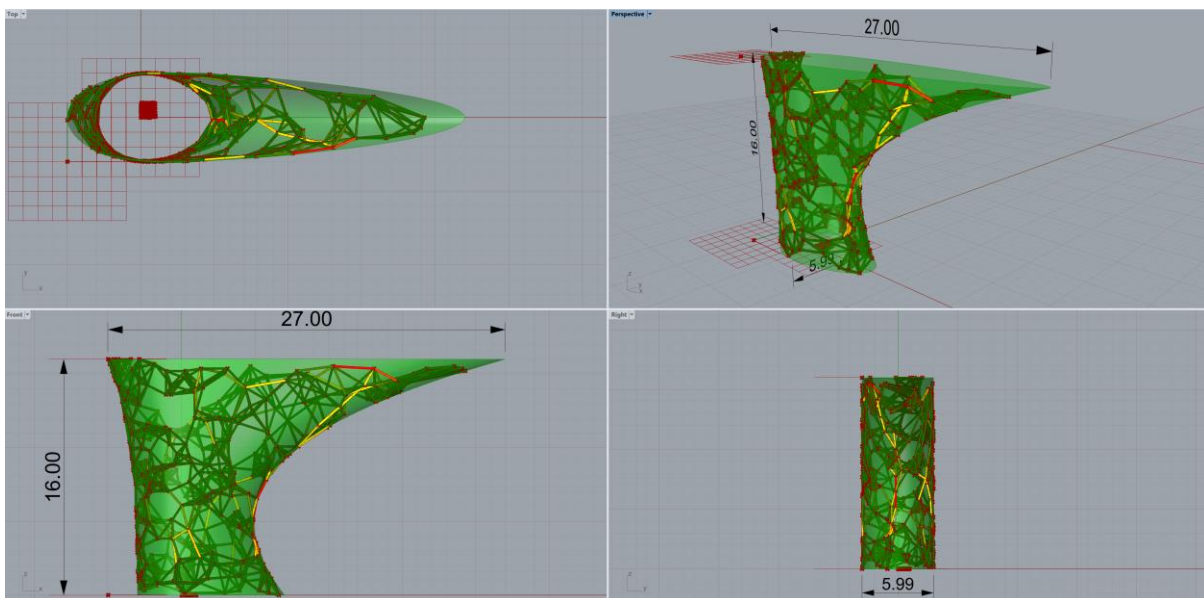 Top
y
x
Perspective
27.00
16.00
5.99
z
y
x
Front
27.00
16.00
z
x
Right
5.99
z
y